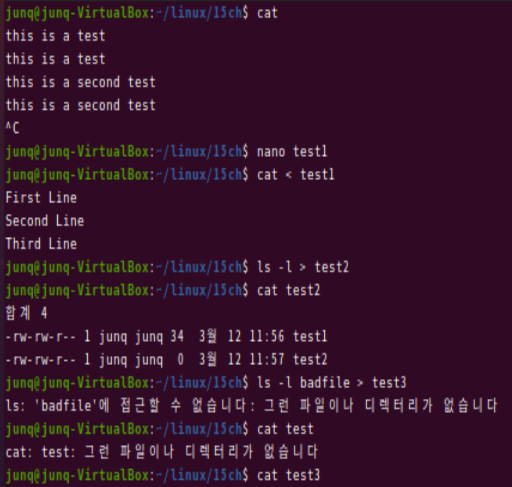 junq@junq-VirtualBox:~/linux/15ch$ cat
this is a test
this is a test
this is a second test
this is a second test
^C
junq@junq-VirtualBox:~/linux/15ch$ nano test1
junq@junq-VirtualBox:~/linux/15ch$ cat < test1
First Line
Second Line
Third Line
junq@junq-VirtualBox:~/linux/15ch$ ls -l > test2
junq@junq-VirtualBox:~/linux/15ch$ cat test2
합계 4
-rw-rw-r-- 1 junq junq 34  3월 12 11:56 test1
-rw-rw-r-- 1 junq junq  0  3월 12 11:57 test2
junq@junq-VirtualBox:~/linux/15ch$ ls -l badfile > test3
ls: 'badfile'에 접근할 수 없습니다: 그런 파일이나 디렉터리가 없습니다
junq@junq-VirtualBox:~/linux/15ch$ cat test
cat: test: 그런 파일이나 디렉터리가 없습니다
junq@junq-VirtualBox:~/linux/15ch$ cat test3